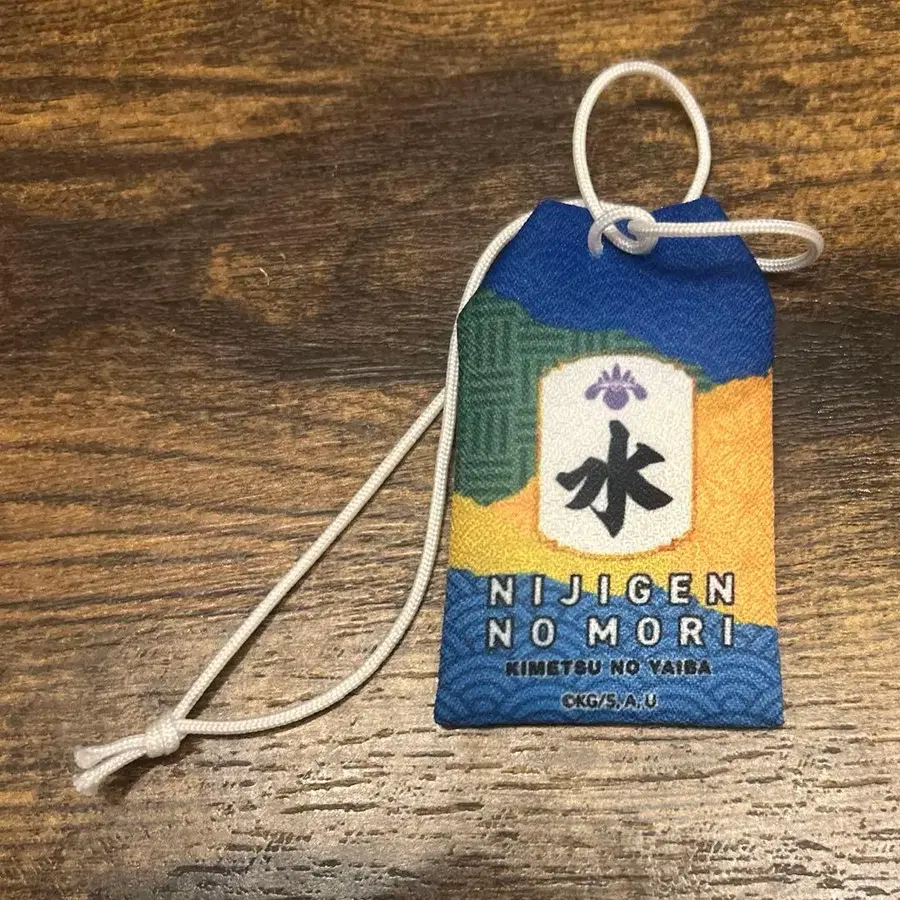 水
NIJIGEN
NO MORI
KIMETSU NO YAIBA
©KG/S, A, U